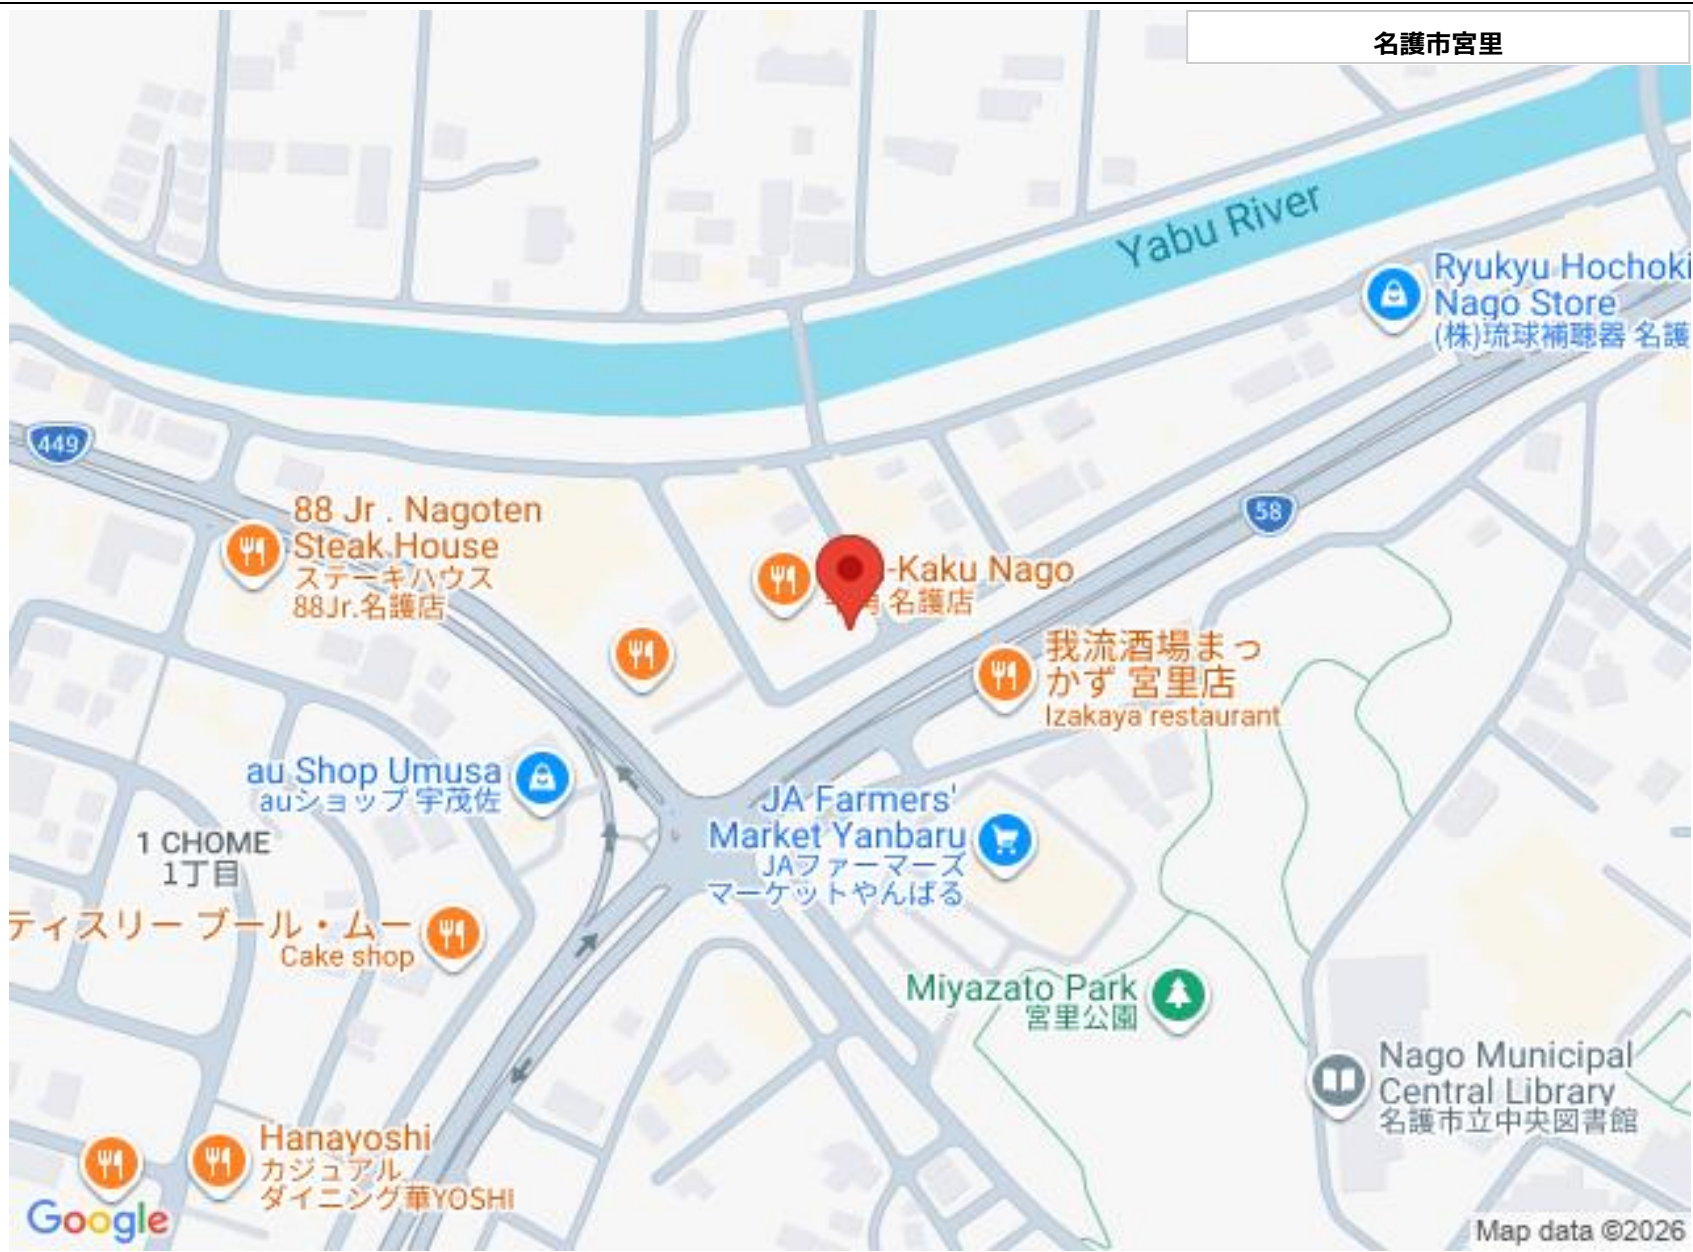 名護市宮里
Yabu River
Ryukyu Hochoki
Nago Store
(株)琉球補聴器 名護
449
88 Jr . Nagoten
Steak House
ステーキハウス
88Jr.名護店
58
-Kaku Nago
角 名護店
我流酒場まっ
かず 宮里店
Izakaya restaurant
au Shop Umusa
auショップ 宇茂佐
JA Farmers'
Market Yanbaru
JAファーマーズ
マーケットやんばる
1 CHOME
1丁目
ティスリー ブール・ムー
Cake shop
Miyazato Park
宮里公園
Nago Municipal
Central Library
名護市立中央図書館
Hanayoshi
カジュアル
ダイニング華YOSHI
Google
Map data ©2026